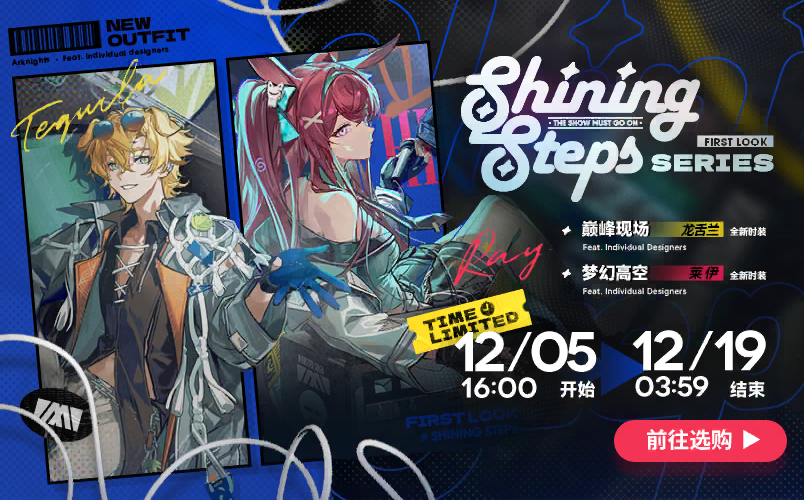 NEW
OUTFIT
Arknights - Feat. Individual designers
Tequila
Ray
Shining
• THE SHOW MUST GO ON •
Steps
FIRST LOOK
SERIES
巅峰现场 龙舌兰 全新时装
Feat. Individual Designers
梦幻高空 莱伊 全新时装
Feat. Individual Designers
TIME
LIMITED
12/05 12/19
16:00 开始 03:59 结束
FIRST LOOK
# SHINING STEPS
前往选购